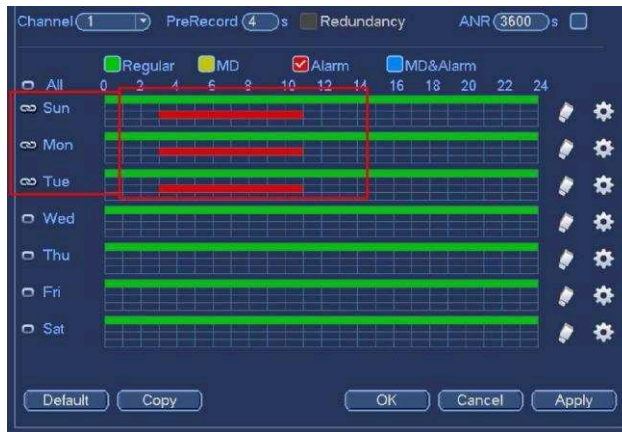 Channel 1 PreRecord 4 s Redundancy ANR 3600 s
Regular MD Alarm MD&Alarm
All 0 2 4 6 8 10 12 14 16 18 20 22 24
Sun
Mon
Tue
Wed
Thu
Fri
Sat
Default Copy OK Cancel Apply